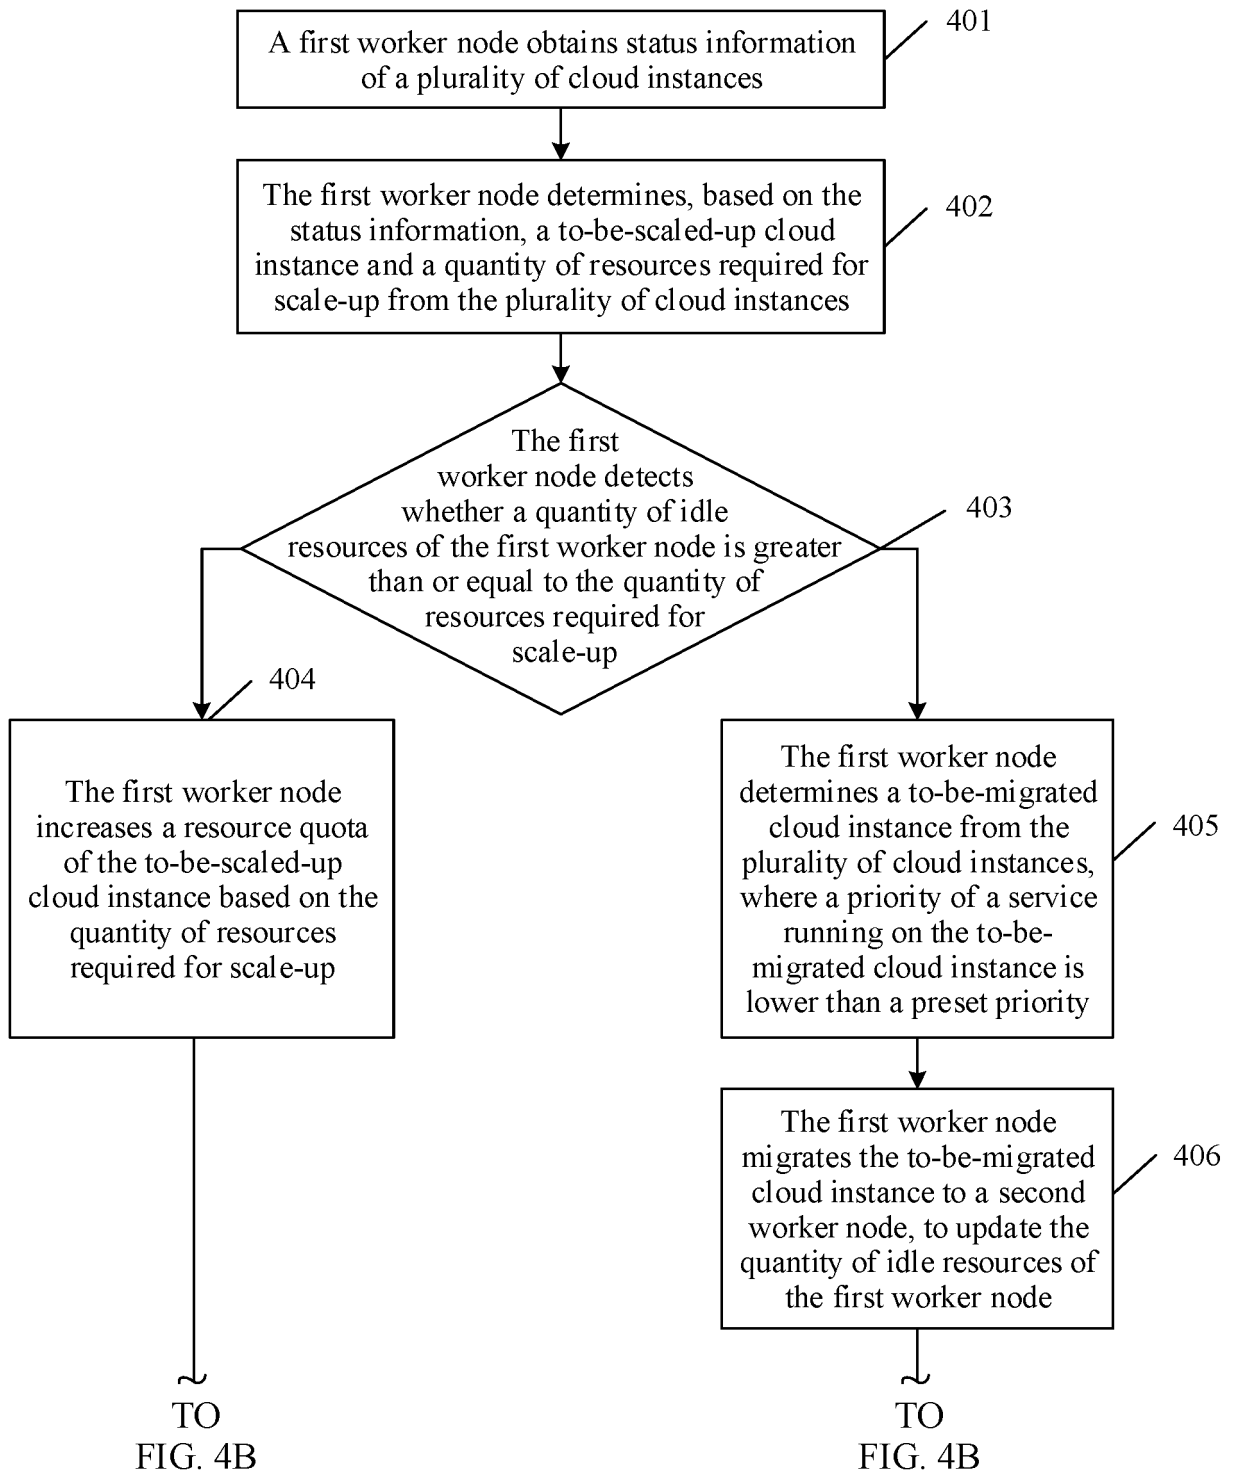 A first worker node obtains status information
of a plurality of cloud instances
401
The first worker node determines, based on the
status information, a to-be-scaled-up cloud
instance and a quantity of resources required for
scale-up from the plurality of cloud instances
402
The first
worker node detects
whether a quantity of idle
resources of the first worker node is greater
than or equal to the quantity of
resources required for
scale-up
403
404
The first worker node
increases a resource quota
of the to-be-scaled-up
cloud instance based on the
quantity of resources
required for scale-up
The first worker node
determines a to-be-migrated
cloud instance from the
plurality of cloud instances,
where a priority of a service
running on the to-be-
migrated cloud instance is
lower than a preset priority
405
The first worker node
migrates the to-be-migrated
cloud instance to a second
worker node, to update the
quantity of idle resources of
the first worker node
406
TO
FIG. 4B
TO
FIG. 4B